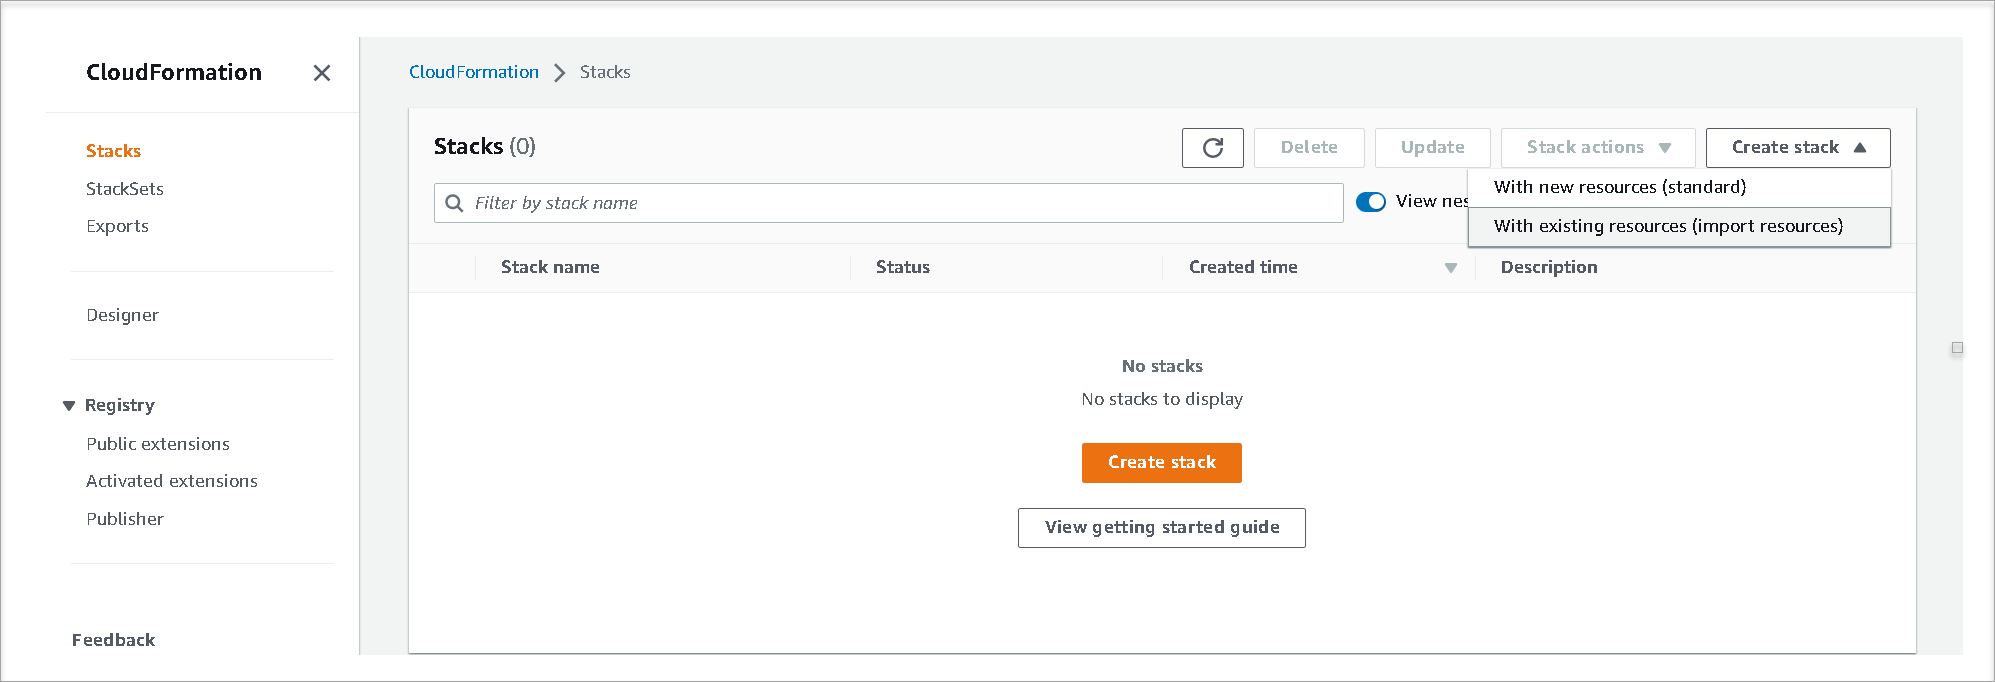 CloudFormation
Stacks
StackSets
Exports
Designer
Registry
Public extensions
Activated extensions
Publisher
Feedback
CloudFormation > Stacks
Stacks (0)
Delete
Update
Stack actions
Create stack
With new resources (standard)
With existing resources (import resources)
Filter by stack name
View nes
Stack name
Status
Created time
Description
No stacks
No stacks to display
Create stack
View getting started guide